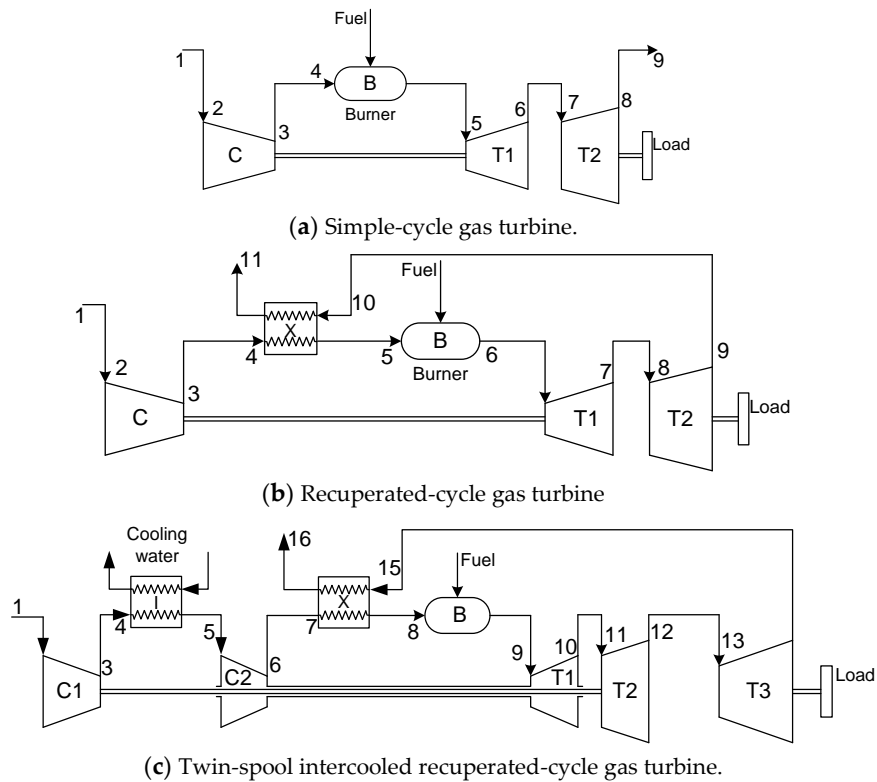 Fuel
1
4
B
9
Burner
2
3
5
6
7
8
C
T1
T2
Load
(a) Simple-cycle gas turbine.
Fuel
11
10
1
X
4
5
B
6
Burner
2
3
7
8
9
C
T1
T2
Load
(b) Recuperated-cycle gas turbine
Cooling
water
16
15
Fuel
1
I
X
B
4
5
7
8
3
C2
6
9
10
11
12
13
C1
T1
T2
T3
Load
(c) Twin-spool intercooled recuperated-cycle gas turbine.